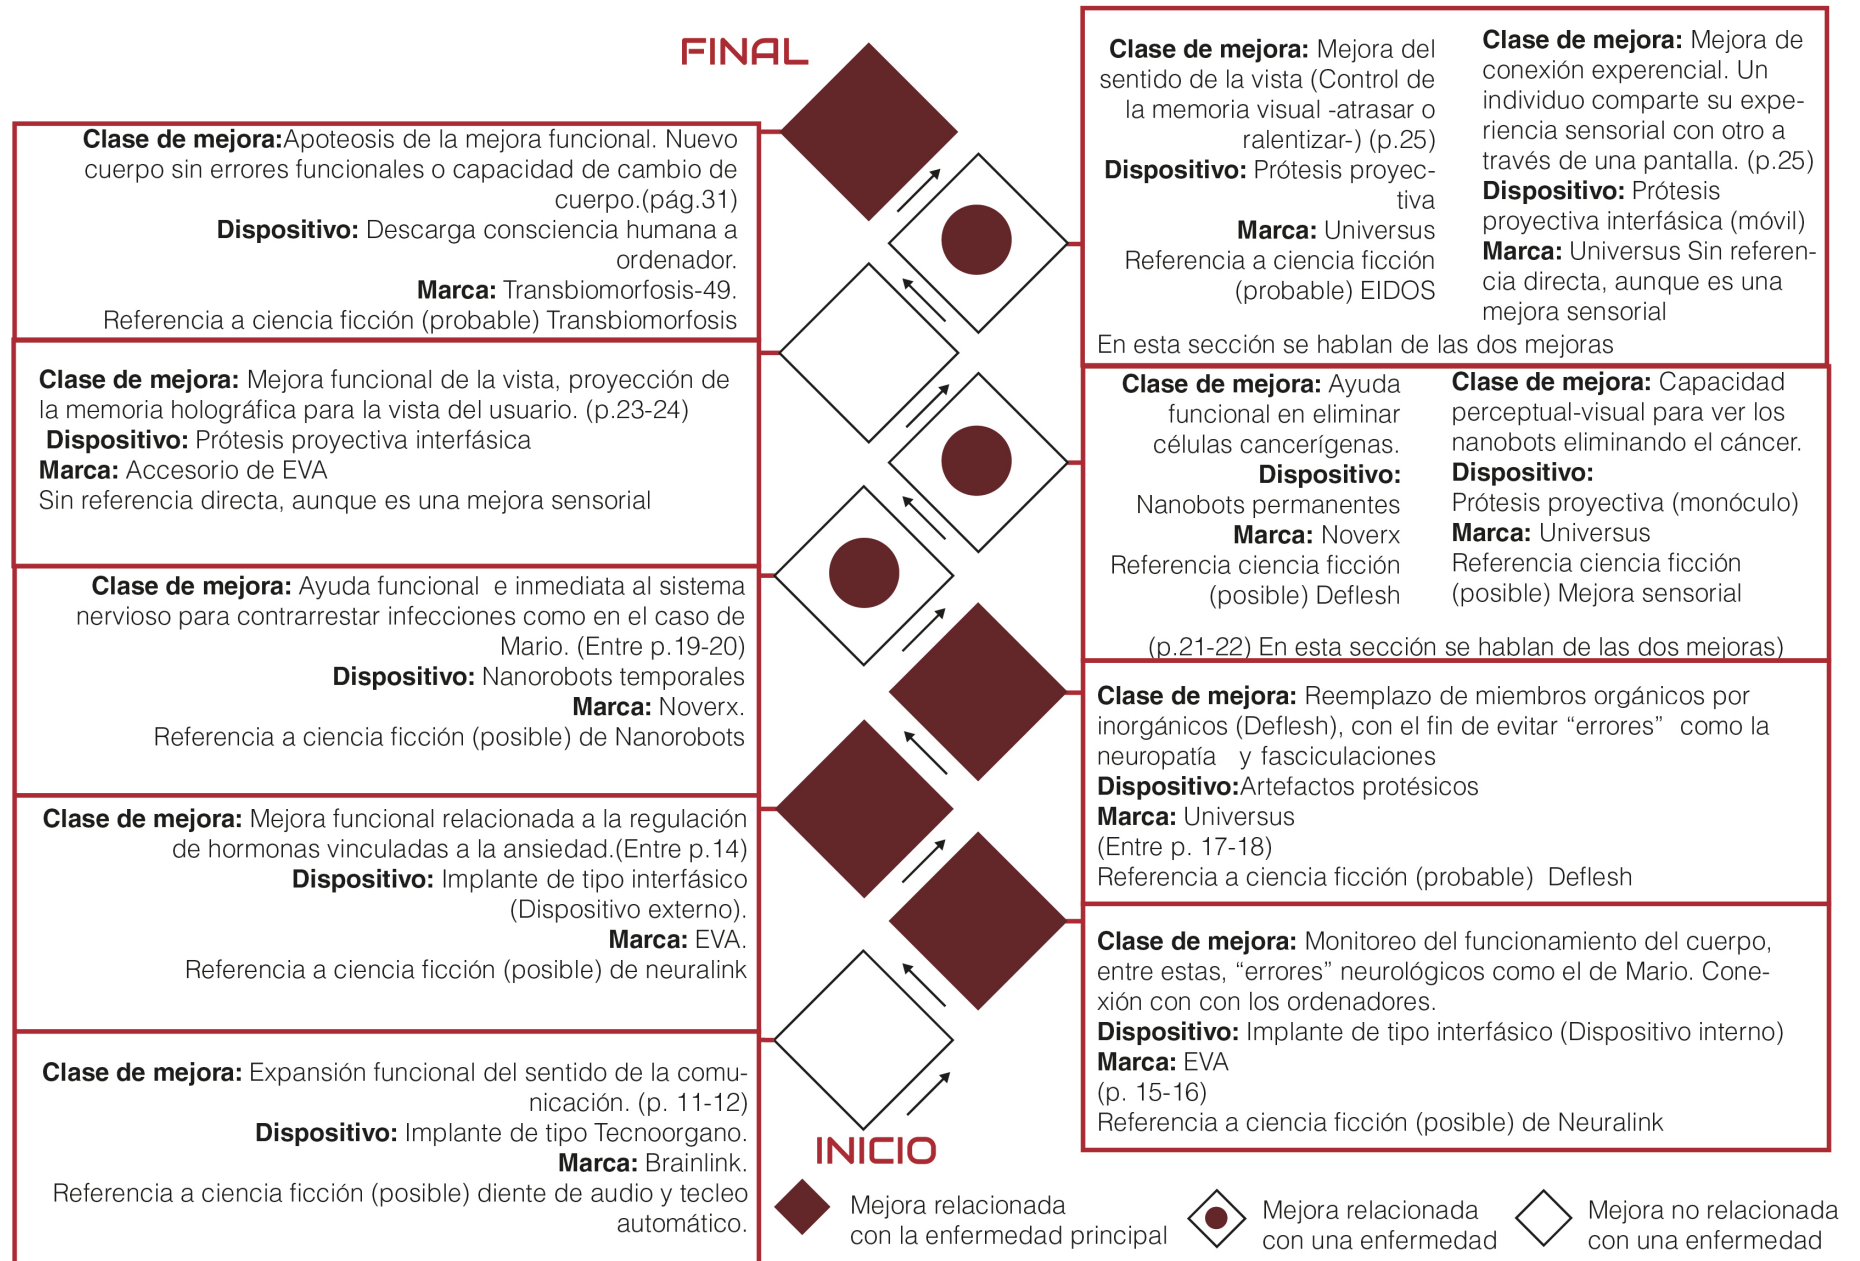 FINAL
Clase de mejora:Apoteosis de la mejora funcional. Nuevo
cuerpo sin errores funcionales o capacidad de cambio de
cuerpo.(pág.31)
Dispositivo: Descarga consciencia humana a
ordenador.
Marca: Transbiomorfosis-49.
Referencia a ciencia ficción (probable) Transbiomorfosis
Clase de mejora: Mejora funcional de la vista, proyección de
la memoria holográfica para la vista del usuario. (p.23-24)
Dispositivo: Prótesis proyectiva interfásica
Marca: Accesorio de EVA
Sin referencia directa, aunque es una mejora sensorial
Clase de mejora: Ayuda funcional e inmediata al sistema
nervioso para contrarrestar infecciones como en el caso de
Mario. (Entre p.19-20)
Dispositivo: Nanorobots temporales
Marca: Noverx.
Referencia a ciencia ficción (posible) de Nanorobots
Clase de mejora: Mejora funcional relacionada a la regulación
de hormonas vinculadas a la ansiedad.(Entre p.14)
Dispositivo: Implante de tipo interfásico
(Dispositivo externo).
Marca: EVA.
Referencia a ciencia ficción (posible) de neuralink
Clase de mejora: Expansión funcional del sentido de la comu-
nicación. (p. 11-12)
Dispositivo: Implante de tipo Tecnoorgano.
Marca: Brainlink.
Referencia a ciencia ficción (posible) diente de audio y tecleo
automático.
Clase de mejora: Mejora del
sentido de la vista (Control de
la memoria visual -atrasar o
ralentizar-) (p.25)
Dispositivo: Prótesis proyec-
tiva
Marca: Universus
Referencia a ciencia ficción
(probable) EIDOS
Clase de mejora: Mejora de
conexión experencial. Un
individuo comparte su expe-
riencia sensorial con otro a
través de una pantalla. (p.25)
Dispositivo: Prótesis
proyectiva interfásica (móvil)
Marca: Universus Sin referen-
cia directa, aunque es una
mejora sensorial
En esta sección se hablan de las dos mejoras
Clase de mejora: Ayuda
funcional en eliminar
células cancerígenas.
Dispositivo:
Nanobots permanentes
Marca: Noverx
Referencia ciencia ficción
(posible) Deflesh
Clase de mejora: Capacidad
perceptual-visual para ver los
nanobots eliminando el cáncer.
Dispositivo:
Prótesis proyectiva (monóculo)
Marca: Universus
Referencia ciencia ficción
(posible) Mejora sensorial
(p.21-22) En esta sección se hablan de las dos mejoras)
Clase de mejora: Reemplazo de miembros orgánicos por
inorgánicos (Deflesh), con el fin de evitar “errores” como la
neuropatía y fasciculaciones
Dispositivo:Artefactos protésicos
Marca: Universus
(Entre p. 17-18)
Referencia a ciencia ficción (probable) Deflesh
Clase de mejora: Monitoreo del funcionamiento del cuerpo,
entre estas, “errores” neurológicos como el de Mario. Cone-
xión con con los ordenadores.
Dispositivo: Implante de tipo interfásico (Dispositivo interno)
Marca: EVA
(p. 15-16)
Referencia a ciencia ficción (posible) de Neuralink
INICIO
Mejora relacionada
con la enfermedad principal
Mejora relacionada
con una enfermedad
Mejora no relacionada
con una enfermedad